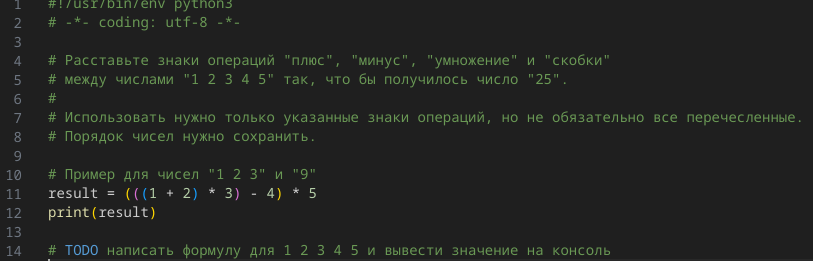 1 #!/usr/bin/env python3
2 # -*- coding: utf-8 -*-
3
4 # Расставьте знаки операций "плюс", "минус", "умножение" и "скобки"
5 # между числами "1 2 3 4 5" так, что бы получилось число "25".
6 #
7 # Использовать нужно только указанные знаки операций, но не обязательно все перечисленные.
8 # Порядок чисел нужно сохранить.
9
10 # Пример для чисел "1 2 3" и "9"
11 result = (((1 + 2) * 3) - 4) * 5
12 print(result)
13
14 # TODO написать формулу для 1 2 3 4 5 и вывести значение на консоль